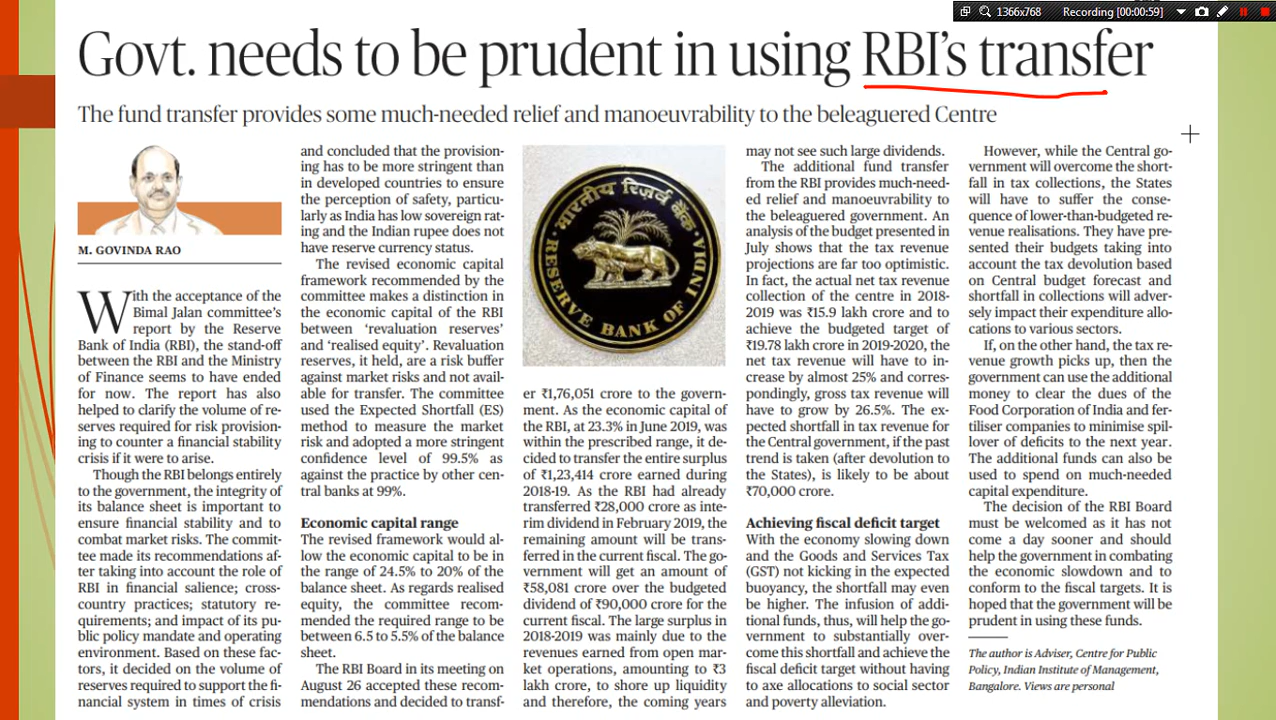 1366x768
Recording [00:00:59]
Govt. needs to be prudent in using RBI's transfer
The fund transfer provides some much-needed relief and manoeuvrability to the beleaguered Centre
M. GOVINDA RAO
With the acceptance of the
Bimal Jalan committee's
report by the Reserve
Bank of India (RBI), the stand-off
between the RBI and the Ministry
of Finance seems to have ended
for now. The report has also
helped to clarify the volume of re-
serves required for risk provision-
ing to counter a financial stability
crisis if it were to arise.
Though the RBI belongs entirely
to the government, the integrity of
its balance sheet is important to
ensure financial stability and to
combat market risks. The commit-
tee made its recommendations af-
ter taking into account the role of
RBI in financial salience; cross-
country practices; statutory re-
quirements; and impact of its pu-
blic policy mandate and operating
environment. Based on these fac-
tors, it decided on the volume of
reserves required to support the fi-
nancial system in times of crisis
and concluded that the provision-
ing has to be more stringent than
in developed countries to ensure
the perception of safety, particu-
larly as India has low sovereign rat-
ing and the Indian rupee does not
have reserve currency status.
The revised economic capital
framework recommended by the
committee makes a distinction in
the economic capital of the RBI
between 'revaluation reserves'
and 'realised equity'. Revaluation
reserves, it held, are a risk buffer
against market risks and not avail-
able for transfer. The committee
used the Expected Shortfall (ES)
method to measure the market
risk and adopted a more stringent
confidence level of 99.5% as
against the practice by other cen-
tral banks at 99%.
Economic capital range
The revised framework would al-
low the economic capital to be in
the range of 24.5% to 20% of the
balance sheet. As regards realised
equity, the committee recom-
mended the required range to be
between 6.5 to 5.5% of the balance
sheet.
The RBI Board in its meeting on
August 26 accepted these recom-
mendations and decided to transf-
भारतीय रिज़र्व बैंक
RESERVE BANK OF INDIA
er ₹1,76,051 crore to the govern-
ment. As the economic capital of
the RBI, at 23.3% in June 2019, was
within the prescribed range, it de-
cided to transfer the entire surplus
of ₹1,23,414 crore earned during
2018-19. As the RBI had already
transferred ₹28,000 crore as inte-
rim dividend in February 2019, the
remaining amount will be trans-
ferred in the current fiscal. The go-
vernment will get an amount of
₹58,081 crore over the budgeted
dividend of ₹90,000 crore for the
current fiscal. The large surplus in
2018-2019 was mainly due to the
revenues earned from open mar-
ket operations, amounting to ₹3
lakh crore, to shore up liquidity
and therefore, the coming years
may not see such large dividends.
The additional fund transfer
from the RBI provides much-need-
ed relief and manoeuvrability to
the beleaguered government. An
analysis of the budget presented in
July shows that the tax revenue
projections are far too optimistic.
In fact, the actual net tax revenue
collection of the centre in 2018-
2019 was ₹15.9 lakh crore and to
achieve the budgeted target of
₹19.78 lakh crore in 2019-2020, the
net tax revenue will have to in-
crease by almost 25% and corres-
pondingly, gross tax revenue will
have to grow by 26.5%. The ex-
pected shortfall in tax revenue for
the Central government, if the past
trend is taken (after devolution to
the States), is likely to be about
₹70,000 crore.
Achieving fiscal deficit target
With the economy slowing down
and the Goods and Services Tax
(GST) not kicking in the expected
buoyancy, the shortfall may even
be higher. The infusion of addi-
tional funds, thus, will help the go-
vernment to substantially over-
come this shortfall and achieve the
fiscal deficit target without having
to axe allocations to social sector
and poverty alleviation.
However, while the Central go-
vernment will overcome the short-
fall in tax collections, the States
will have to suffer the conse-
quence of lower-than-budgeted re-
venue realisations. They have pre-
sented their budgets taking into
account the tax devolution based
on Central budget forecast and
shortfall in collections will adver-
sely impact their expenditure allo-
cations to various sectors.
If, on the other hand, the tax re-
venue growth picks up, then the
government can use the additional
money to clear the dues of the
Food Corporation of India and fer-
tiliser companies to minimise spil-
lover of deficits to the next year.
The additional funds can also be
used to spend on much-needed
capital expenditure.
The decision of the RBI Board
must be welcomed as it has not
come a day sooner and should
help the government in combating
the economic slowdown and to
conform to the fiscal targets. It is
hoped that the government will be
prudent in using these funds.
The author is Adviser, Centre for Public
Policy, Indian Institute of Management,
Bangalore. Views are personal